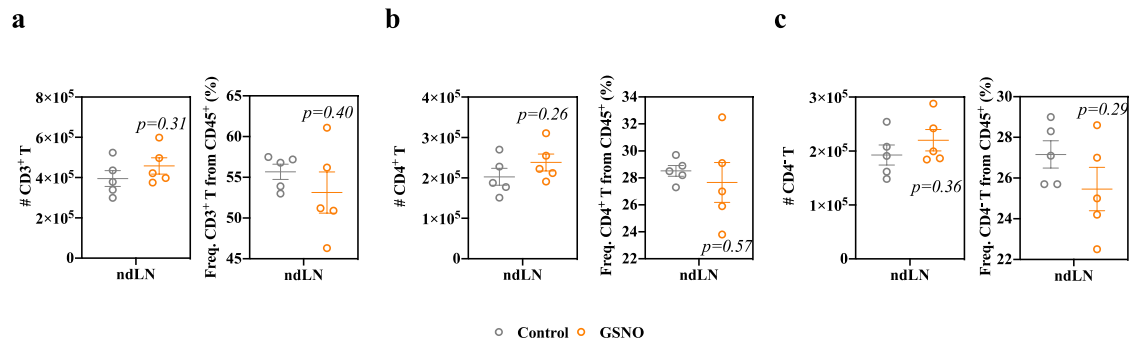 a
# CD3⁺ T
8×10⁵
6×10⁵
4×10⁵
2×10⁵
0
p=0.31
ndLN
Freq. CD3⁺ T from CD45⁺ (%)
65
60
55
50
45
p=0.40
ndLN
b
# CD4⁺ T
4×10⁵
3×10⁵
2×10⁵
1×10⁵
0
p=0.26
ndLN
Freq. CD4⁺ T from CD45⁺ (%)
34
32
30
28
26
24
22
p=0.57
ndLN
c
# CD4⁻ T
3×10⁵
2×10⁵
1×10⁵
0
p=0.36
ndLN
Freq. CD4⁻T from CD45⁺ (%)
30
28
26
24
22
p=0.29
ndLN
Control GSNO